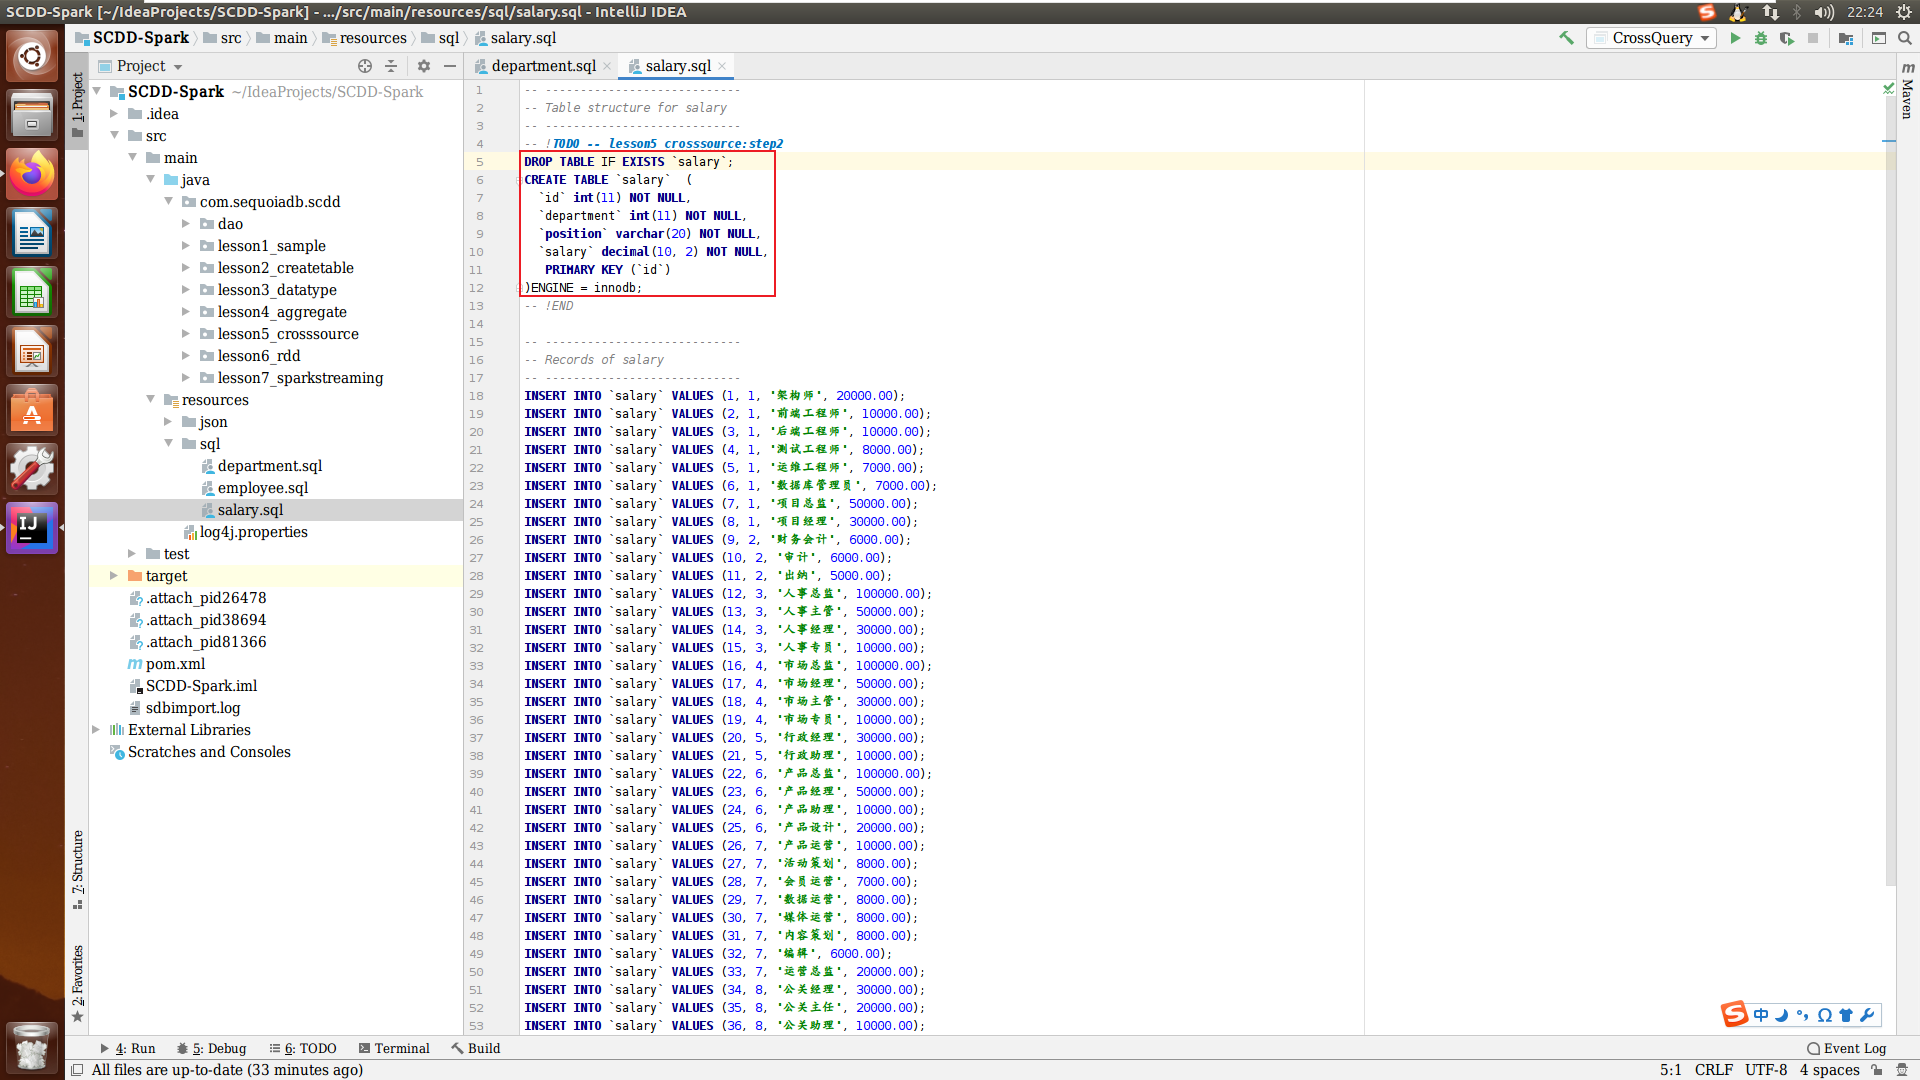 SCDD-Spark [~/IdeaProjects/SCDD-Spark] - .../src/main/resources/sql/salary.sql - IntelliJ IDEA
22:24
SCDD-Spark src main resources sql salary.sql
CrossQuery
Project
department.sql
salary.sql
1: Project
7: Structure
2: Favorites
Maven
SCDD-Spark ~/IdeaProjects/SCDD-Spark
.idea
src
main
java
com.sequoiadb.scdd
dao
lesson1_sample
lesson2_createtable
lesson3_datatype
lesson4_aggregate
lesson5_crosssource
lesson6_rdd
lesson7_sparkstreaming
resources
json
sql
department.sql
employee.sql
salary.sql
log4j.properties
test
target
.attach_pid26478
.attach_pid38694
.attach_pid81366
pom.xml
SCDD-Spark.iml
sdbimport.log
External Libraries
Scratches and Consoles
1 -- ----------------------------
2 -- Table structure for salary
3 -- ----------------------------
4 -- !TODO -- lesson5 crosssource:step2
5 DROP TABLE IF EXISTS `salary`;
6 CREATE TABLE `salary`  (
7 `id` int(11) NOT NULL,
8 `department` int(11) NOT NULL,
9 `position` varchar(20) NOT NULL,
10 `salary` decimal(10, 2) NOT NULL,
11 PRIMARY KEY (`id`)
12 )ENGINE = innodb;
13 -- !END
14
15 -- ----------------------------
16 -- Records of salary
17 -- ----------------------------
18 INSERT INTO `salary` VALUES (1, 1, '架构师', 20000.00);
19 INSERT INTO `salary` VALUES (2, 1, '前端工程师', 10000.00);
20 INSERT INTO `salary` VALUES (3, 1, '后端工程师', 10000.00);
21 INSERT INTO `salary` VALUES (4, 1, '测试工程师', 8000.00);
22 INSERT INTO `salary` VALUES (5, 1, '运维工程师', 7000.00);
23 INSERT INTO `salary` VALUES (6, 1, '数据库管理员', 7000.00);
24 INSERT INTO `salary` VALUES (7, 1, '项目总监', 50000.00);
25 INSERT INTO `salary` VALUES (8, 1, '项目经理', 30000.00);
26 INSERT INTO `salary` VALUES (9, 2, '财务会计', 6000.00);
27 INSERT INTO `salary` VALUES (10, 2, '审计', 6000.00);
28 INSERT INTO `salary` VALUES (11, 2, '出纳', 5000.00);
29 INSERT INTO `salary` VALUES (12, 3, '人事总监', 100000.00);
30 INSERT INTO `salary` VALUES (13, 3, '人事主管', 50000.00);
31 INSERT INTO `salary` VALUES (14, 3, '人事经理', 30000.00);
32 INSERT INTO `salary` VALUES (15, 3, '人事专员', 10000.00);
33 INSERT INTO `salary` VALUES (16, 4, '市场总监', 100000.00);
34 INSERT INTO `salary` VALUES (17, 4, '市场经理', 50000.00);
35 INSERT INTO `salary` VALUES (18, 4, '市场主管', 30000.00);
36 INSERT INTO `salary` VALUES (19, 4, '市场专员', 10000.00);
37 INSERT INTO `salary` VALUES (20, 5, '行政经理', 30000.00);
38 INSERT INTO `salary` VALUES (21, 5, '行政助理', 10000.00);
39 INSERT INTO `salary` VALUES (22, 6, '产品总监', 100000.00);
40 INSERT INTO `salary` VALUES (23, 6, '产品经理', 50000.00);
41 INSERT INTO `salary` VALUES (24, 6, '产品助理', 10000.00);
42 INSERT INTO `salary` VALUES (25, 6, '产品设计', 20000.00);
43 INSERT INTO `salary` VALUES (26, 7, '产品运营', 10000.00);
44 INSERT INTO `salary` VALUES (27, 7, '活动策划', 8000.00);
45 INSERT INTO `salary` VALUES (28, 7, '会员运营', 7000.00);
46 INSERT INTO `salary` VALUES (29, 7, '数据运营', 8000.00);
47 INSERT INTO `salary` VALUES (30, 7, '媒体运营', 8000.00);
48 INSERT INTO `salary` VALUES (31, 7, '内容策划', 8000.00);
49 INSERT INTO `salary` VALUES (32, 7, '编辑', 6000.00);
50 INSERT INTO `salary` VALUES (33, 7, '运营总监', 20000.00);
51 INSERT INTO `salary` VALUES (34, 8, '公关经理', 30000.00);
52 INSERT INTO `salary` VALUES (35, 8, '公关主任', 20000.00);
53 INSERT INTO `salary` VALUES (36, 8, '公关助理', 10000.00);
中
4: Run 5: Debug 6: TODO Terminal Build
Event Log
All files are up-to-date (33 minutes ago)
5:1 CRLF UTF-8 4 spaces